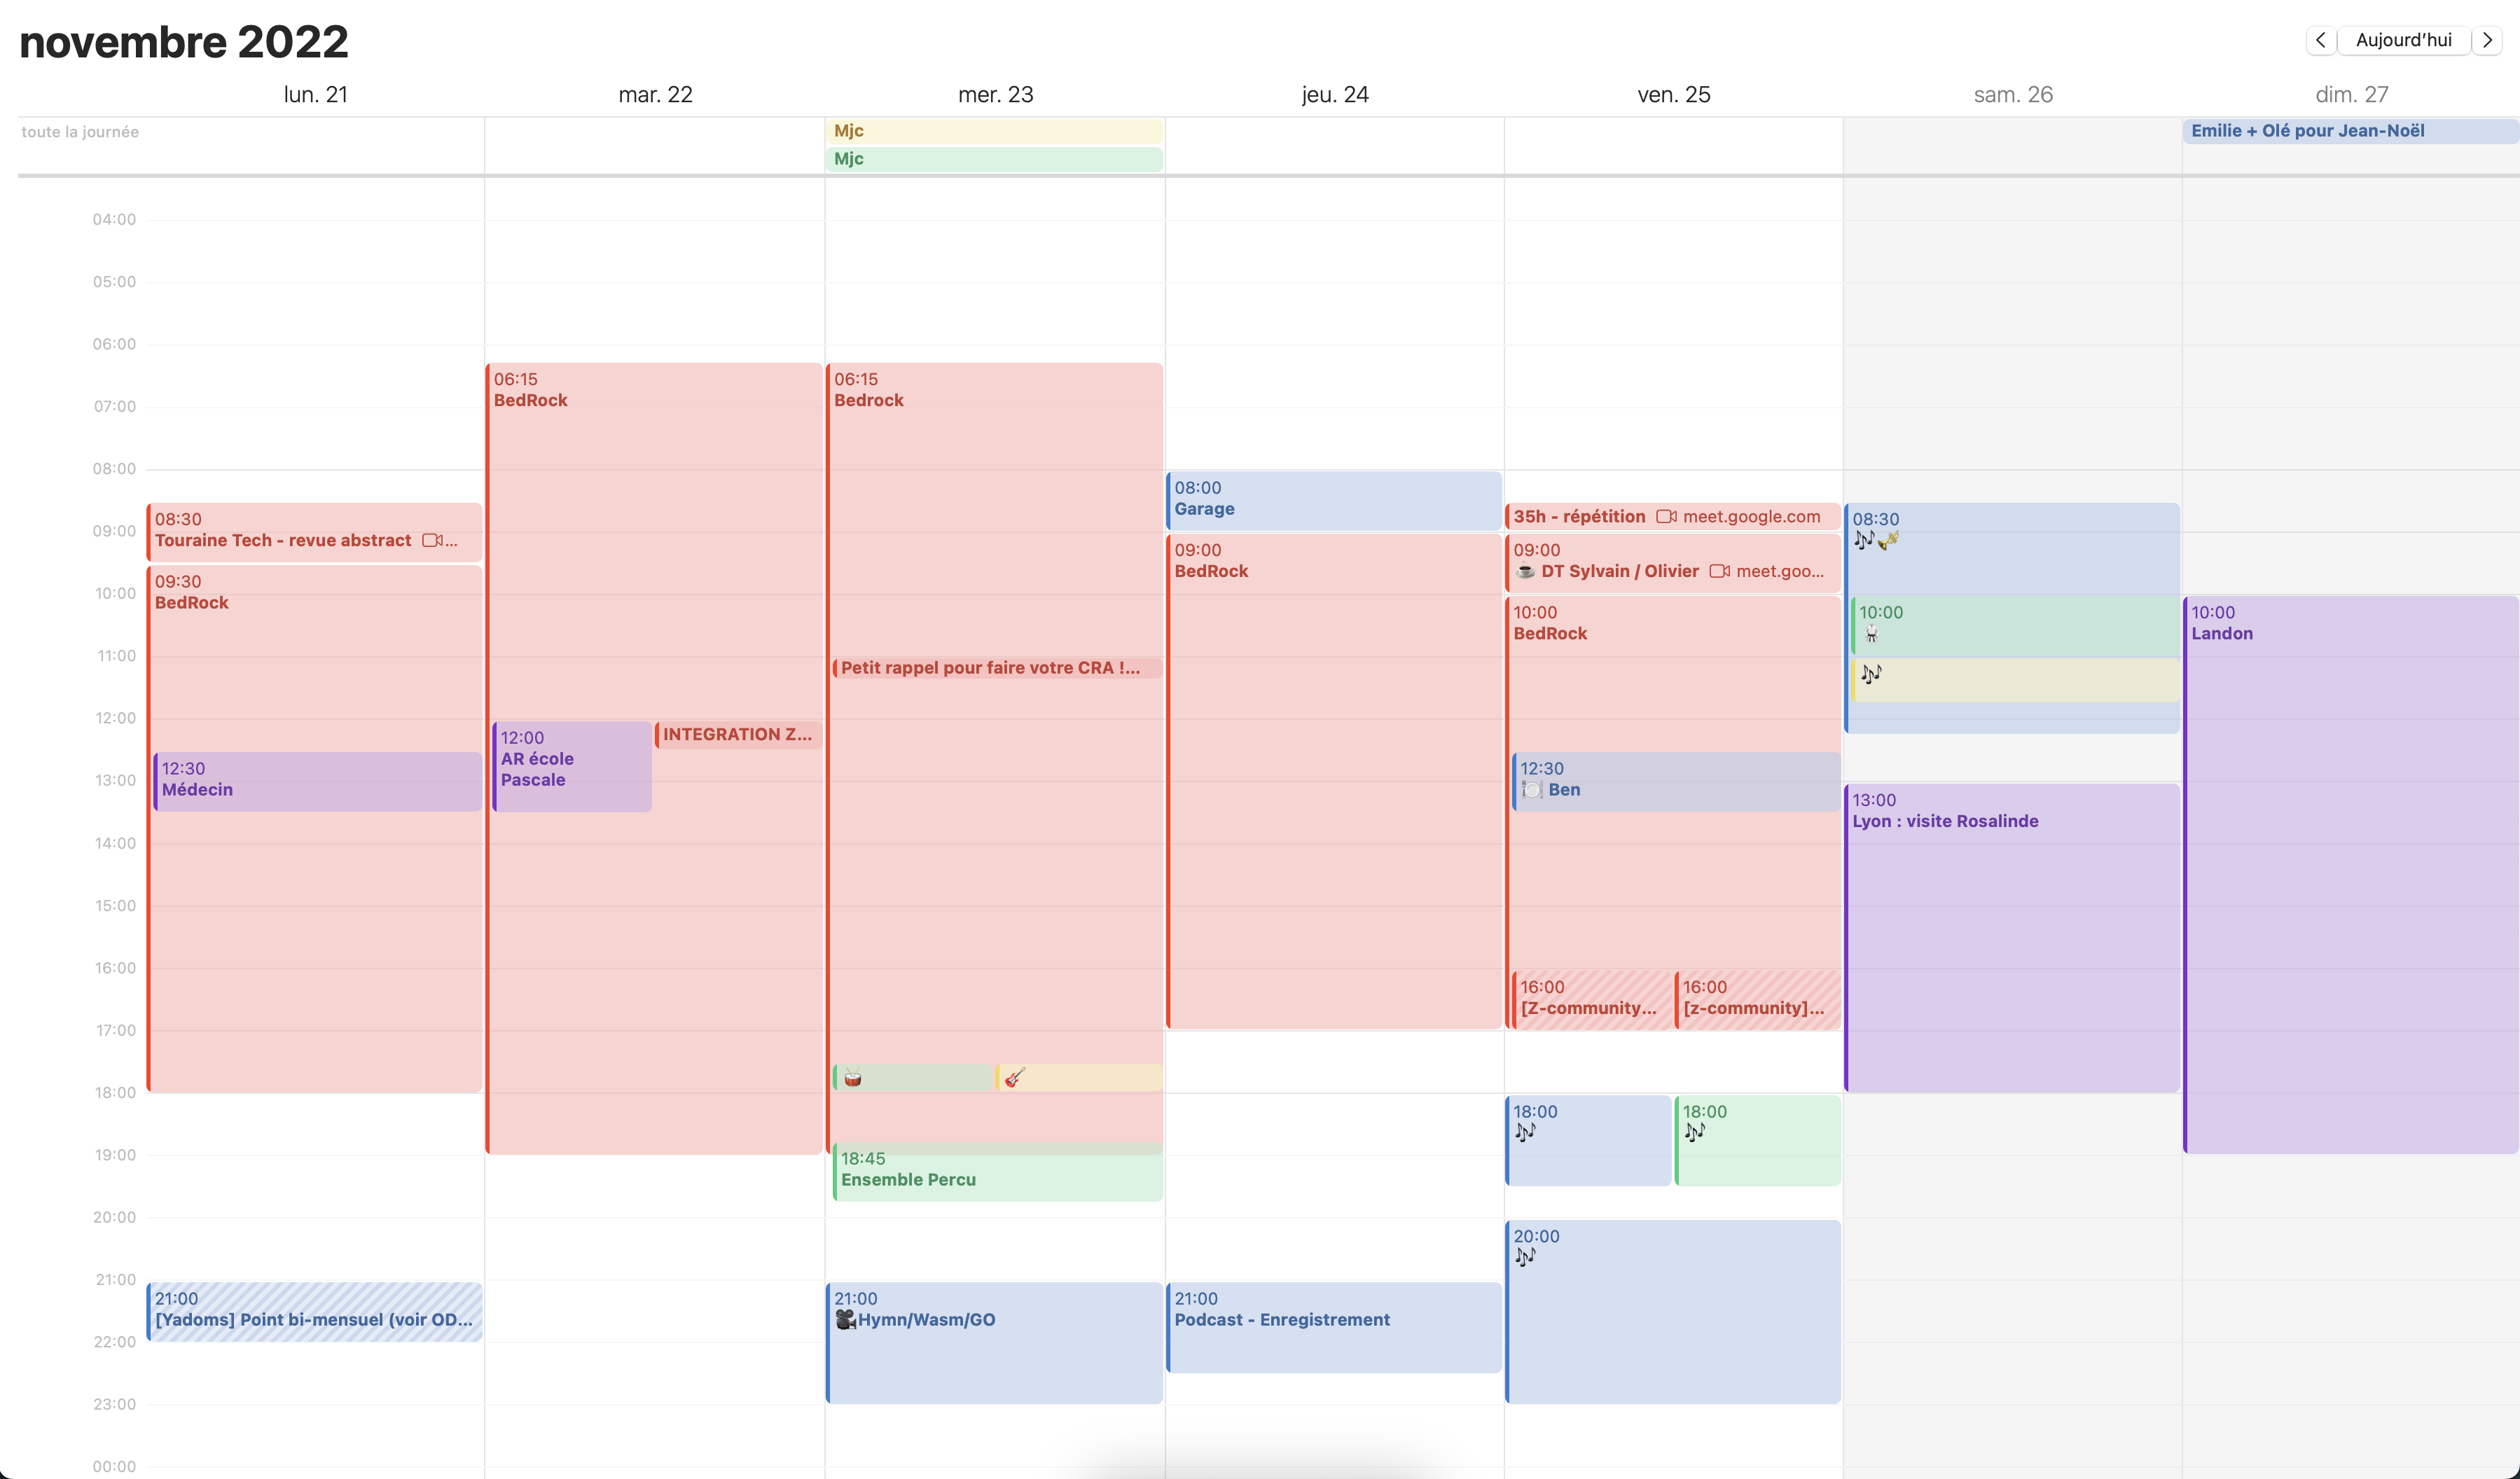 novembre 2022
Aujourd'hui
lun. 21
mar. 22
mer. 23
jeu. 24
ven. 25
sam. 26
dim. 27
toute la journée
Mjc
Mjc
Emilie + Olé pour Jean-Noël
04:00
05:00
06:00
07:00
08:00
09:00
10:00
11:00
12:00
13:00
14:00
15:00
16:00
17:00
18:00
19:00
20:00
21:00
22:00
23:00
00:00
08:30
Touraine Tech - revue abstract ...
09:30
BedRock
12:30
Médecin
21:00
[Yadoms] Point bi-mensuel (voir OD...
06:15
BedRock
12:00
AR école
Pascale
INTEGRATION Z...
06:15
Bedrock
Petit rappel pour faire votre CRA !...
18:45
Ensemble Percu
21:00
Hymn/Wasm/GO
08:00
Garage
09:00
BedRock
21:00
Podcast - Enregistrement
35h - répétition meet.google.com
09:00
DT Sylvain / Olivier meet.goo...
10:00
BedRock
12:30
Ben
16:00
[Z-community...
16:00
[z-community]...
18:00
18:00
20:00
08:30
10:00
13:00
Lyon : visite Rosalinde
10:00
Landon